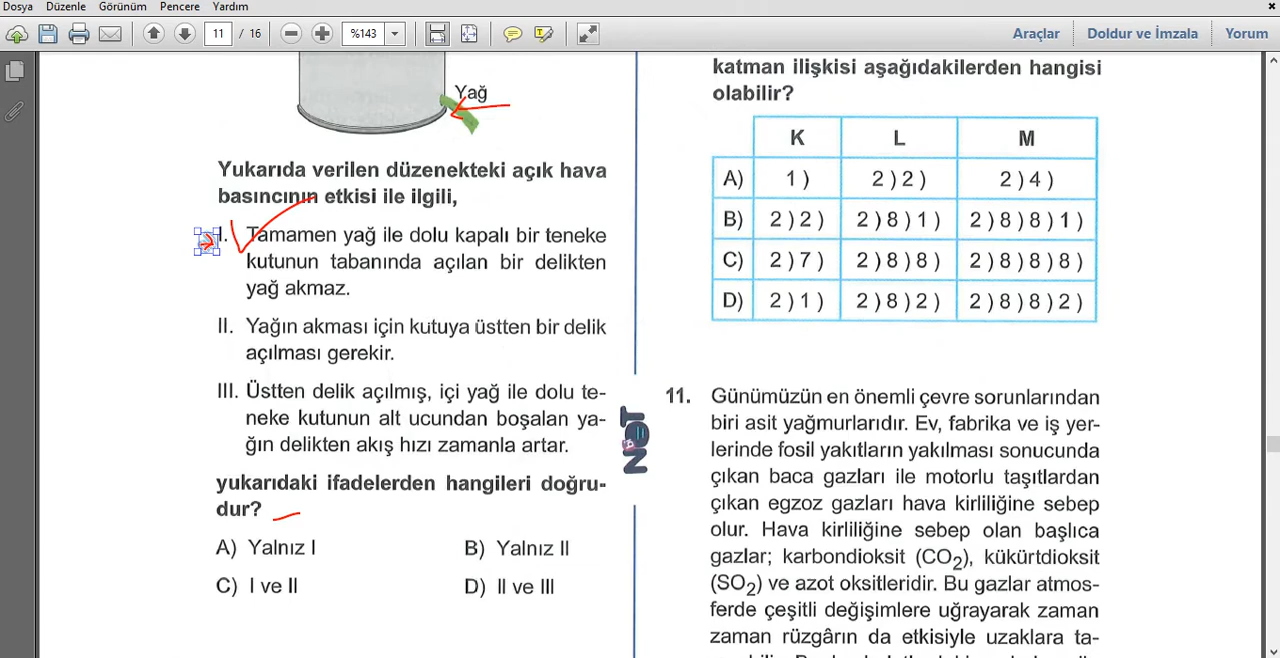 Dosya Düzenle Görünüm Pencere Yardım
11 / 16 %143 Araçlar Doldur ve İmzala Yorum
Yağ
Yukarıda verilen düzenekteki açık hava
basıncının etkisi ile ilgili,
I. Tamamen yağ ile dolu kapalı bir teneke
kutunun tabanında açılan bir delikten
yağ akmaz.
II. Yağın akması için kutuya üstten bir delik
açılması gerekir.
III. Üstten delik açılmış, içi yağ ile dolu te-
neke kutunun alt ucundan boşalan ya-
ğın delikten akış hızı zamanla artar.
yukarıdaki ifadelerden hangileri doğru-
dur?
A) Yalnız I B) Yalnız II
C) I ve II D) II ve III
NeT
katman ilişkisi aşağıdakilerden hangisi
olabilir?
K L M
A) 1 ) 2 ) 2 ) 2 ) 4 )
B) 2 ) 2 ) 2 ) 8 ) 1 ) 2 ) 8 ) 8 ) 1 )
C) 2 ) 7 ) 2 ) 8 ) 8 ) 2 ) 8 ) 8 ) 8 )
D) 2 ) 1 ) 2 ) 8 ) 2 ) 2 ) 8 ) 8 ) 2 )
11. Günümüzün en önemli çevre sorunlarından
biri asit yağmurlarıdır. Ev, fabrika ve iş yer-
lerinde fosil yakıtların yakılması sonucunda
çıkan baca gazları ile motorlu taşıtlardan
çıkan egzoz gazları hava kirliliğine sebep
olur. Hava kirliliğine sebep olan başlıca
gazlar; karbondioksit (CO2), kükürtdioksit
(SO2) ve azot oksitleridir. Bu gazlar atmos-
ferde çeşitli değişimlere uğrayarak zaman
zaman rüzgârın da etkisiyle uzaklara ta-